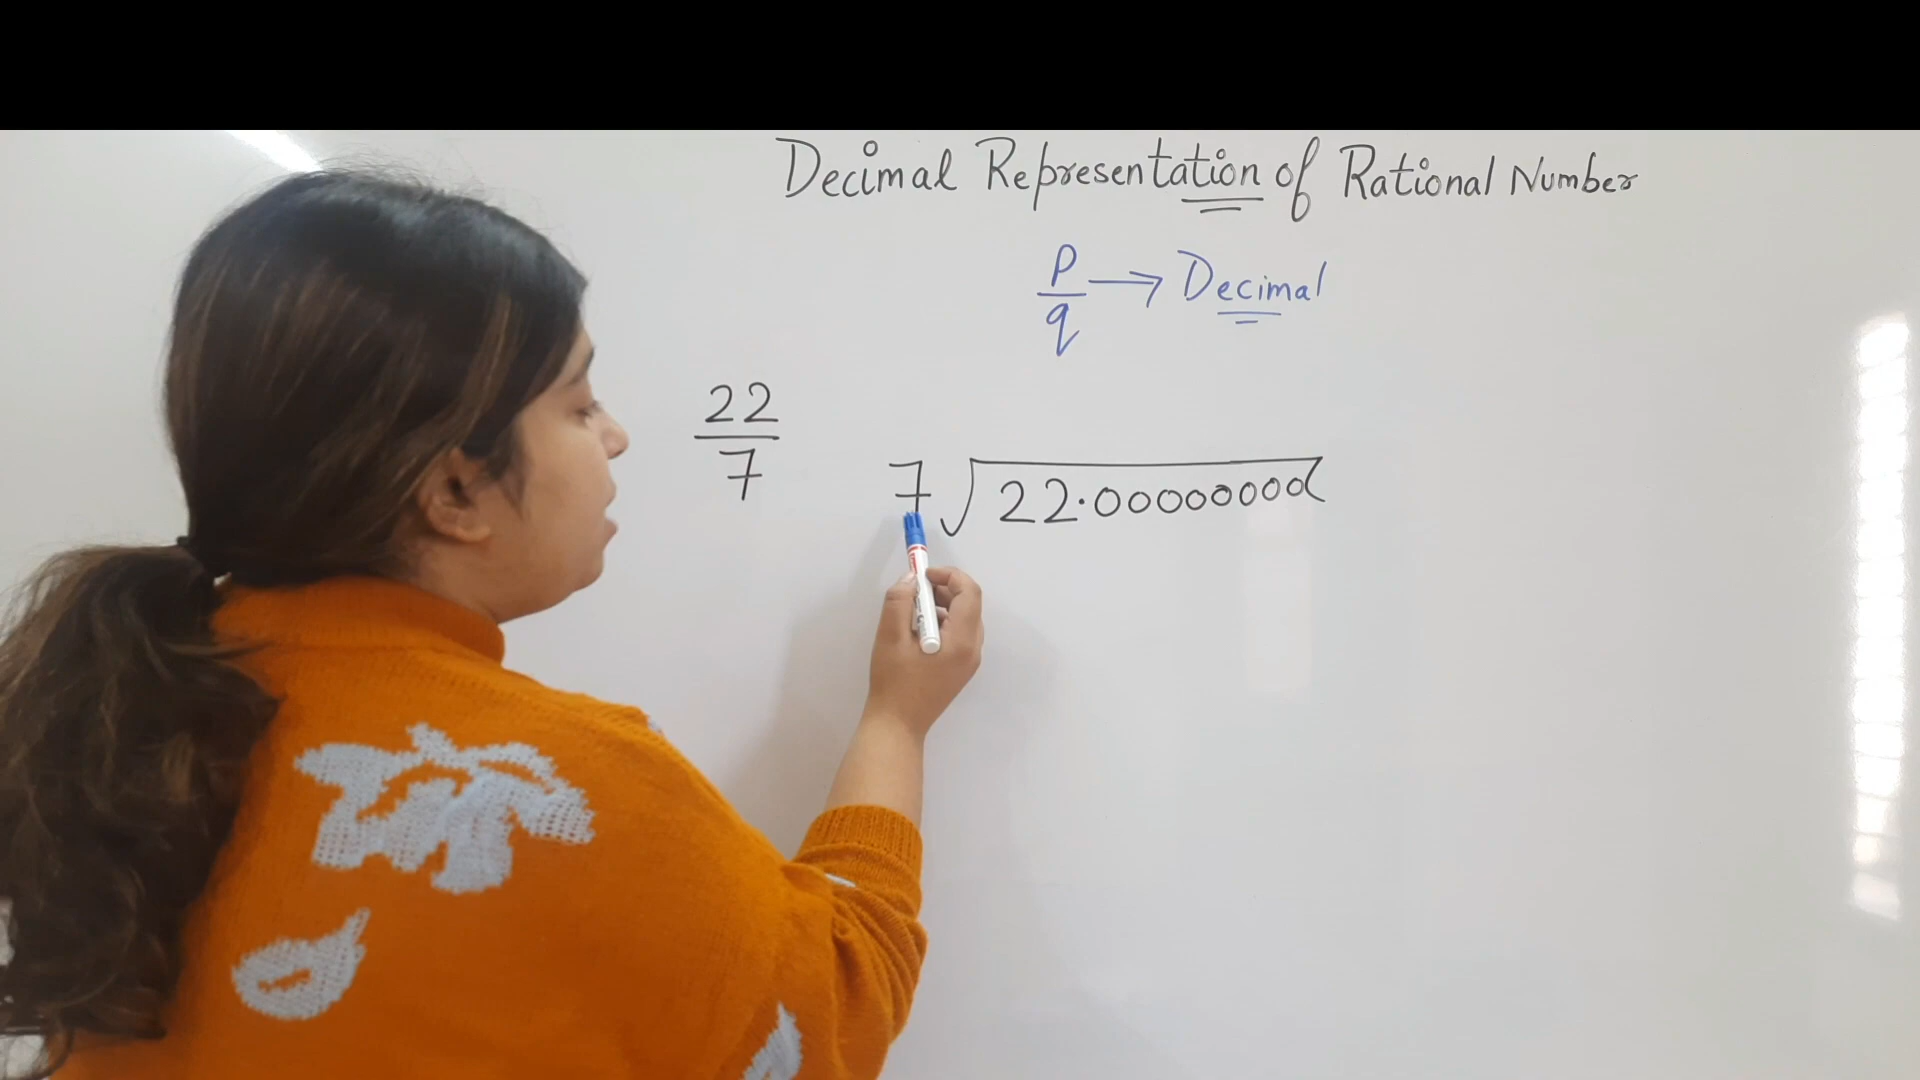 Decimal Representation of Rational Number
p/q → Decimal
22/7
7√22.00000000